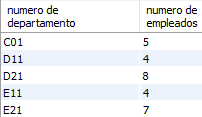 numero de departamento numero de empleados
C01 5
D11 4
D21 8
E11 4
E21 7